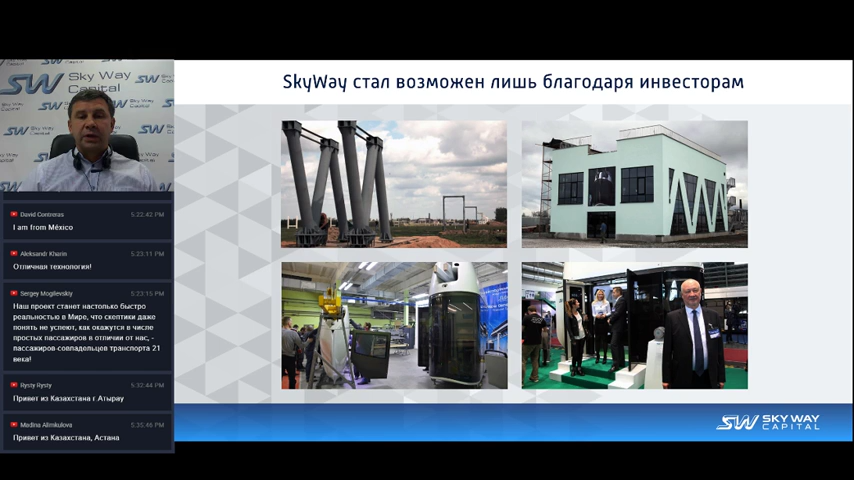 SkyWay стал возможен лишь благодаря инвесторам
SW Sky Way
Capital
David Contreras 5:22:42 PM
I am from México
Aleksandr Kharin 5:23:11 PM
Отличная технология!
Sergey Mogilevskiy 5:23:15 PM
Наш проект станет настолько быстро
реальностью в Мире, что скептики даже
понять не успеют, как окажутся в числе
простых пассажиров в отличии от нас, -
пассажиров-совладельцев транспорта 21
века!
Rysty Rysty 5:32:44 PM
Привет из Казахстана г.Атырау
Madina Alimkulova 5:35:46 PM
Привет из Казахстана, Астана
SW SKY WAY
CAPITAL